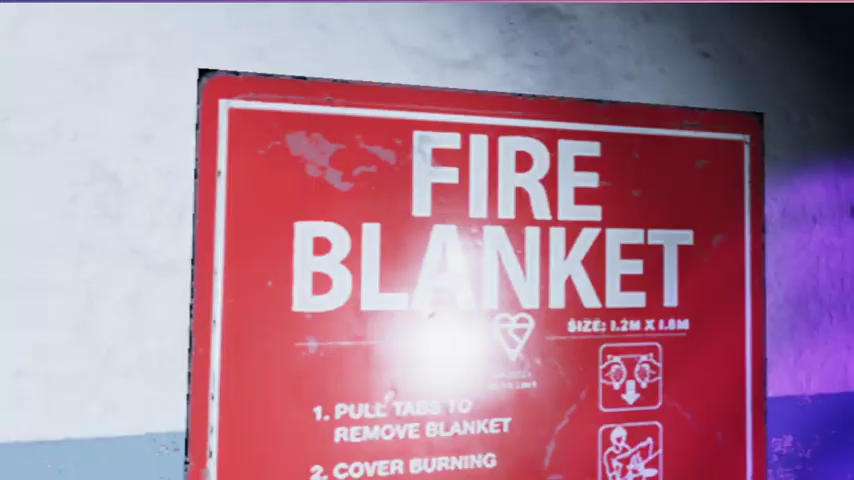 FIRE
BLANKET
SIZE: 1.2M X 1.8M
1. PULL TABS TO
REMOVE BLANKET
2. COVER BURNING